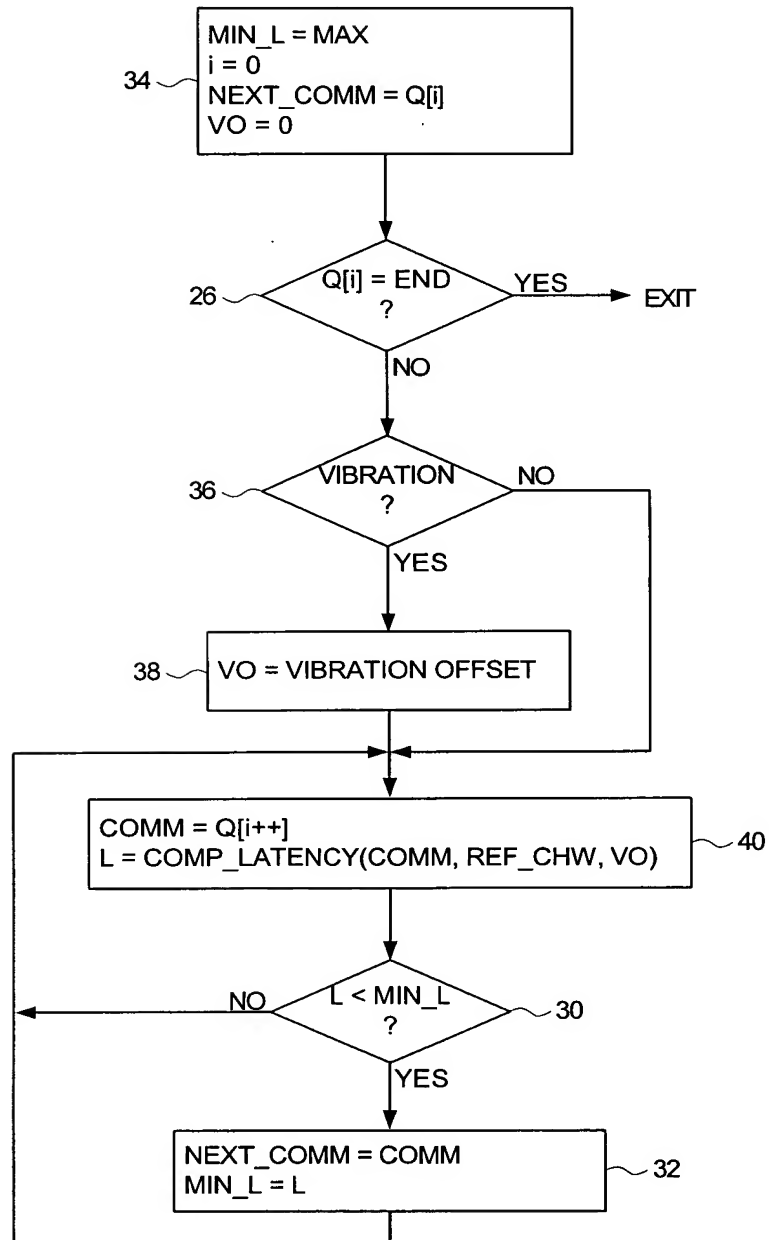 MIN_L = MAX
i = 0
34
NEXT_COMM = Q[i]
VO = 0
Q[i] = END
?
26
YES
EXIT
NO
VIBRATION
?
36
NO
YES
38
VO = VIBRATION OFFSET
COMM = Q[i++]
L = COMP_LATENCY(COMM, REF_CHW, VO)
40
L < MIN_L
?
NO
30
YES
NEXT_COMM = COMM
MIN_L = L
32